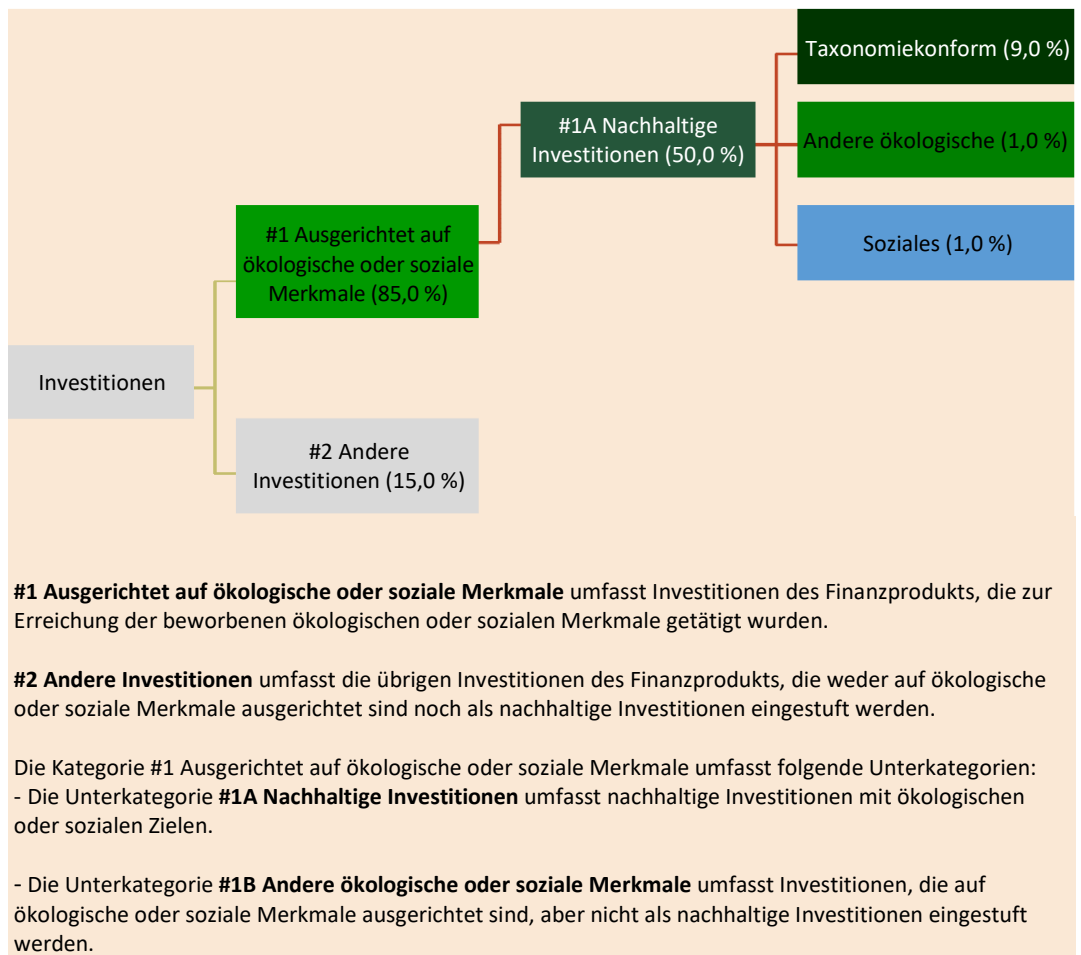 Taxonomiekonform (9,0 %)
#1A Nachhaltige
Investitionen (50,0 %)
Andere ökologische (1,0 %)
#1 Ausgerichtet auf
ökologische oder soziale
Merkmale (85,0 %)
Soziales (1,0 %)
Investitionen
#2 Andere
Investitionen (15,0 %)
#1 Ausgerichtet auf ökologische oder soziale Merkmale umfasst Investitionen des Finanzprodukts, die zur
Erreichung der beworbenen ökologischen oder sozialen Merkmale getätigt wurden.
#2 Andere Investitionen umfasst die übrigen Investitionen des Finanzprodukts, die weder auf ökologische
oder soziale Merkmale ausgerichtet sind noch als nachhaltige Investitionen eingestuft werden.
Die Kategorie #1 Ausgerichtet auf ökologische oder soziale Merkmale umfasst folgende Unterkategorien:
- Die Unterkategorie #1A Nachhaltige Investitionen umfasst nachhaltige Investitionen mit ökologischen
oder sozialen Zielen.
- Die Unterkategorie #1B Andere ökologische oder soziale Merkmale umfasst Investitionen, die auf
ökologische oder soziale Merkmale ausgerichtet sind, aber nicht als nachhaltige Investitionen eingestuft
werden.